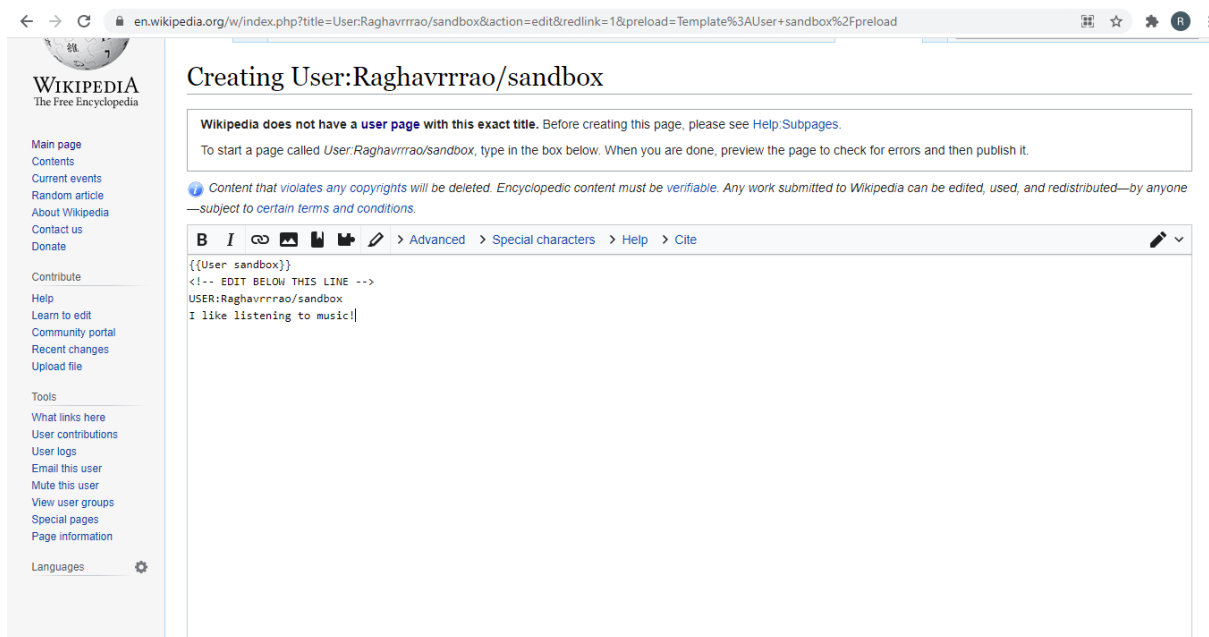 en.wikipedia.org/w/index.php?title=User:Raghavrrrao/sandbox&action=edit&redlink=1&preload=Template%3AUser+sandbox%2Fpreload
R
WIKIPEDIA
The Free Encyclopedia
Main page
Contents
Current events
Random article
About Wikipedia
Contact us
Donate
Contribute
Help
Learn to edit
Community portal
Recent changes
Upload file
Tools
What links here
User contributions
User logs
Email this user
Mute this user
View user groups
Special pages
Page information
Languages
Creating User:Raghavrrrao/sandbox
Wikipedia does not have a user page with this exact title. Before creating this page, please see Help:Subpages.
To start a page called User:Raghavrrrao/sandbox, type in the box below. When you are done, preview the page to check for errors and then publish it.
Content that violates any copyrights will be deleted. Encyclopedic content must be verifiable. Any work submitted to Wikipedia can be edited, used, and redistributed—by anyone
—subject to certain terms and conditions.
B I > Advanced > Special characters > Help > Cite
{{User sandbox}}
<!-- EDIT BELOW THIS LINE -->
USER:Raghavrrrao/sandbox
I like listening to music!